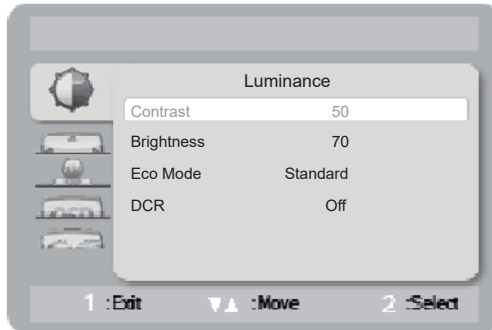 Luminance
Contrast 50
Brightness 70
Eco Mode Standard
DCR Off
1 :Exit ▼▲ :Move 2 :Select